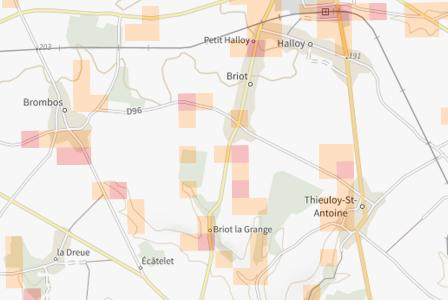 Petit Halloy
Halloy
203
191
Briot
Brombos
D96
Thieuloy-St-
Antoine
Briot la Grange
la Dreue
Écâtelet